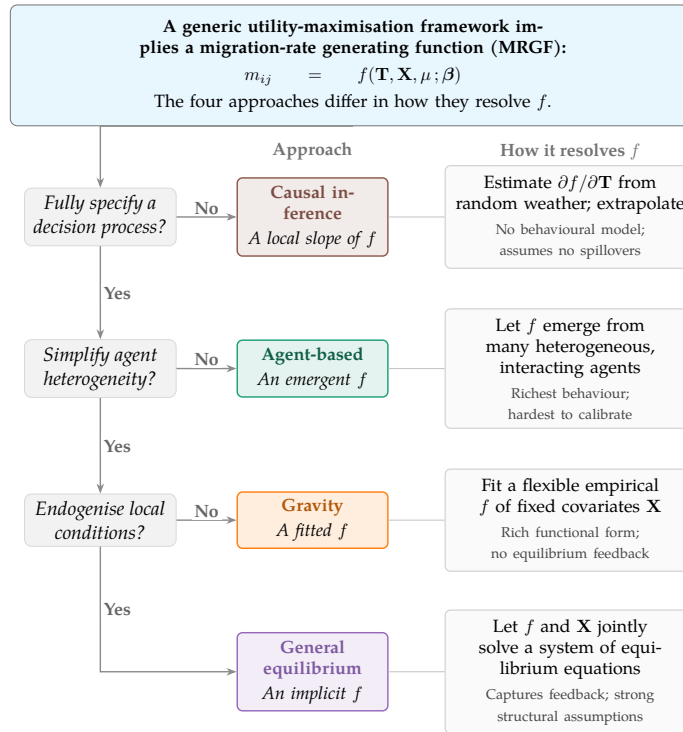 A generic utility-maximisation framework im-
plies a migration-rate generating function (MRGF):
m_{ij} = f(𝐓, 𝐗, μ; 𝜷)
The four approaches differ in how they resolve f.
Approach
How it resolves f
Fully specify a
decision process?
No
Causal in-
ference
A local slope of f
Estimate ∂f/∂𝐓 from
random weather; extrapolate
No behavioural model;
assumes no spillovers
Yes
Simplify agent
heterogeneity?
No
Agent-based
An emergent f
Let f emerge from
many heterogeneous,
interacting agents
Richest behaviour;
hardest to calibrate
Yes
Endogenise local
conditions?
No
Gravity
A fitted f
Fit a flexible empirical
f of fixed covariates 𝐗
Rich functional form;
no equilibrium feedback
Yes
General
equilibrium
An implicit f
Let f and 𝐗 jointly
solve a system of equi-
librium equations
Captures feedback; strong
structural assumptions